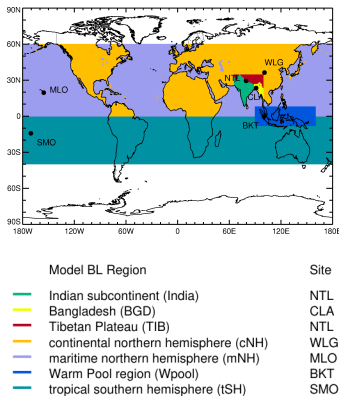 90N
60N
30N
0
30S
60S
90S
180W
120W
60W
0
60E
120E
180E
WLG
NTL
CLA
MLO
BKT
SMO
Model BL Region Site
Indian subcontinent (India) NTL
Bangladesh (BGD) CLA
Tibetan Plateau (TIB) NTL
continental northern hemisphere (cNH) WLG
maritime northern hemisphere (mNH) MLO
Warm Pool region (Wpool) BKT
tropical southern hemisphere (tSH) SMO